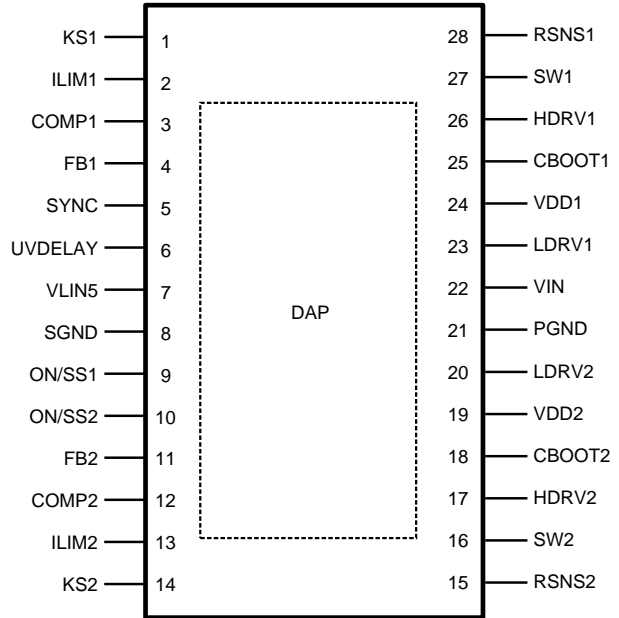 KS1 1 28 RSNS1
ILIM1 2 27 SW1
COMP1 3 26 HDRV1
FB1 4 25 CBOOT1
SYNC 5 24 VDD1
UVDELAY 6 23 LDRV1
VLIN5 7 22 VIN
DAP
SGND 8 21 PGND
ON/SS1 9 20 LDRV2
ON/SS2 10 19 VDD2
FB2 11 18 CBOOT2
COMP2 12 17 HDRV2
ILIM2 13 16 SW2
KS2 14 15 RSNS2